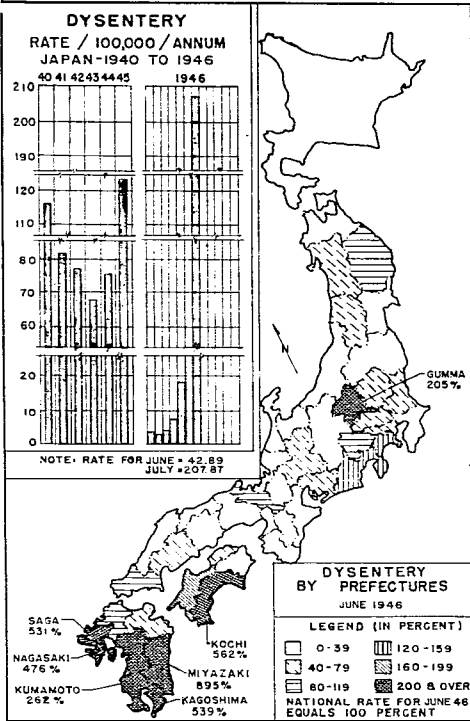 DYSENTERY
RATE / 100,000 / ANNUM
JAPAN-1940 TO 1946
40 41 42 43 44 45
1946
210
200
190
120
110
80
70
60
20
10
0
NOTE: RATE FOR JUNE = 42.89
JULY = 207.87
N
GUMMA
205%
SAGA
531%
NAGASAKI
476%
KUMAMOTO
262%
KOCHI
562%
MIYAZAKI
895%
KAGOSHIMA
539%
DYSENTERY
BY PREFECTURES
JUNE 1946
LEGEND (IN PERCENT)
0-39
120-159
40-79
160-199
80-119
200 & OVER
NATIONAL RATE FOR JUNE 46
EQUALS 100 PERCENT